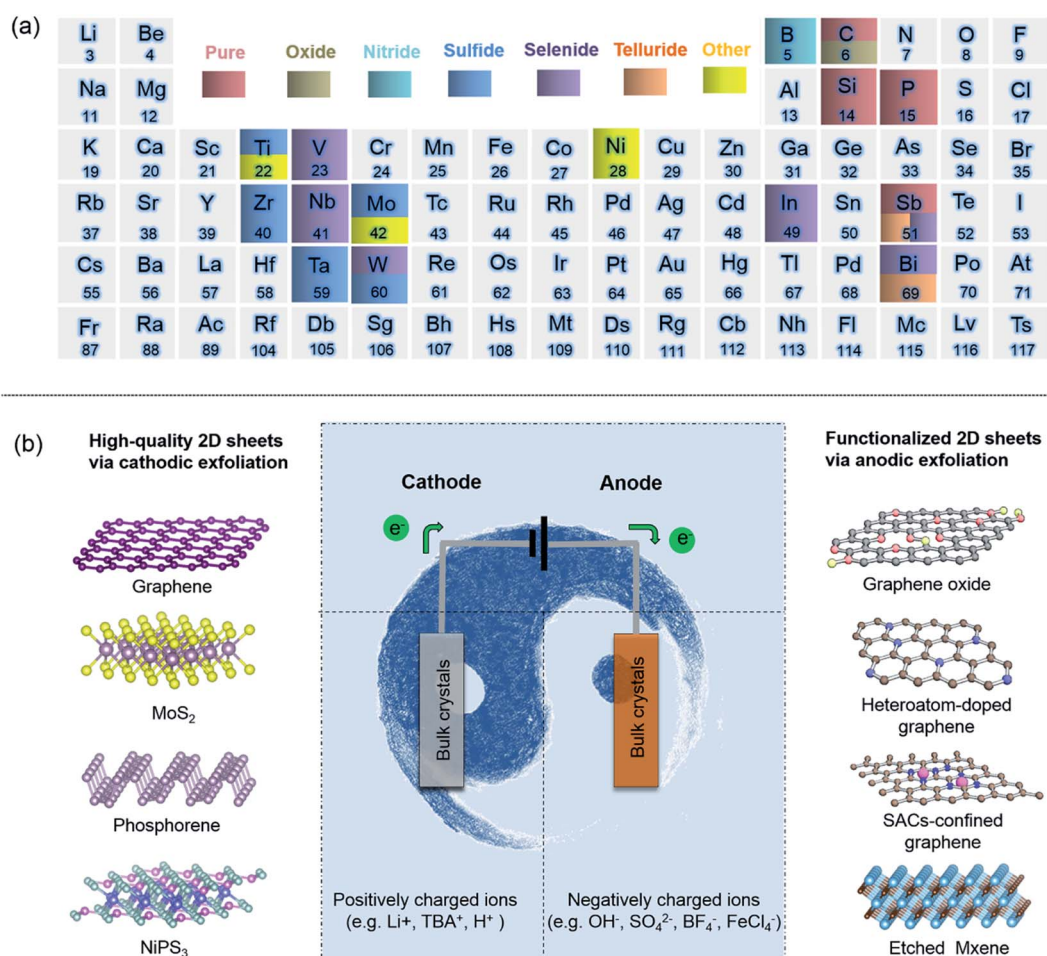 (a)
Li Be B C N O F
3 4 5 6 7 8 9
Pure Oxide Nitride Sulfide Selenide Telluride Other
Na Mg Al Si P S Cl
11 12 13 14 15 16 17
K Ca Sc Ti V Cr Mn Fe Co Ni Cu Zn Ga Ge As Se Br
19 20 21 22 23 24 25 26 27 28 29 30 31 32 33 34 35
Rb Sr Y Zr Nb Mo Tc Ru Rh Pd Ag Cd In Sn Sb Te I
37 38 39 40 41 42 43 44 45 46 47 48 49 50 51 52 53
Cs Ba La Hf Ta W Re Os Ir Pt Au Hg Tl Pd Bi Po At
55 56 57 58 59 60 61 62 63 64 65 66 67 68 69 70 71
Fr Ra Ac Rf Db Sg Bh Hs Mt Ds Rg Cb Nh Fl Mc Lv Ts
87 88 89 104 105 106 107 108 109 110 111 112 113 114 115 116 117
(b)
High-quality 2D sheets
via cathodic exfoliation
Graphene
MoS₂
Phosphorene
NiPS₃
Cathode
Anode
e⁻
e⁻
Bulk crystals
Bulk crystals
Positively charged ions
(e.g. Li+, TBA⁺, H⁺ )
Negatively charged ions
(e.g. OH⁻, SO₄²⁻, BF₄⁻, FeCl₄⁻)
Functionalized 2D sheets
via anodic exfoliation
Graphene oxide
Heteroatom-doped
graphene
SACs-confined
graphene
Etched Mxene